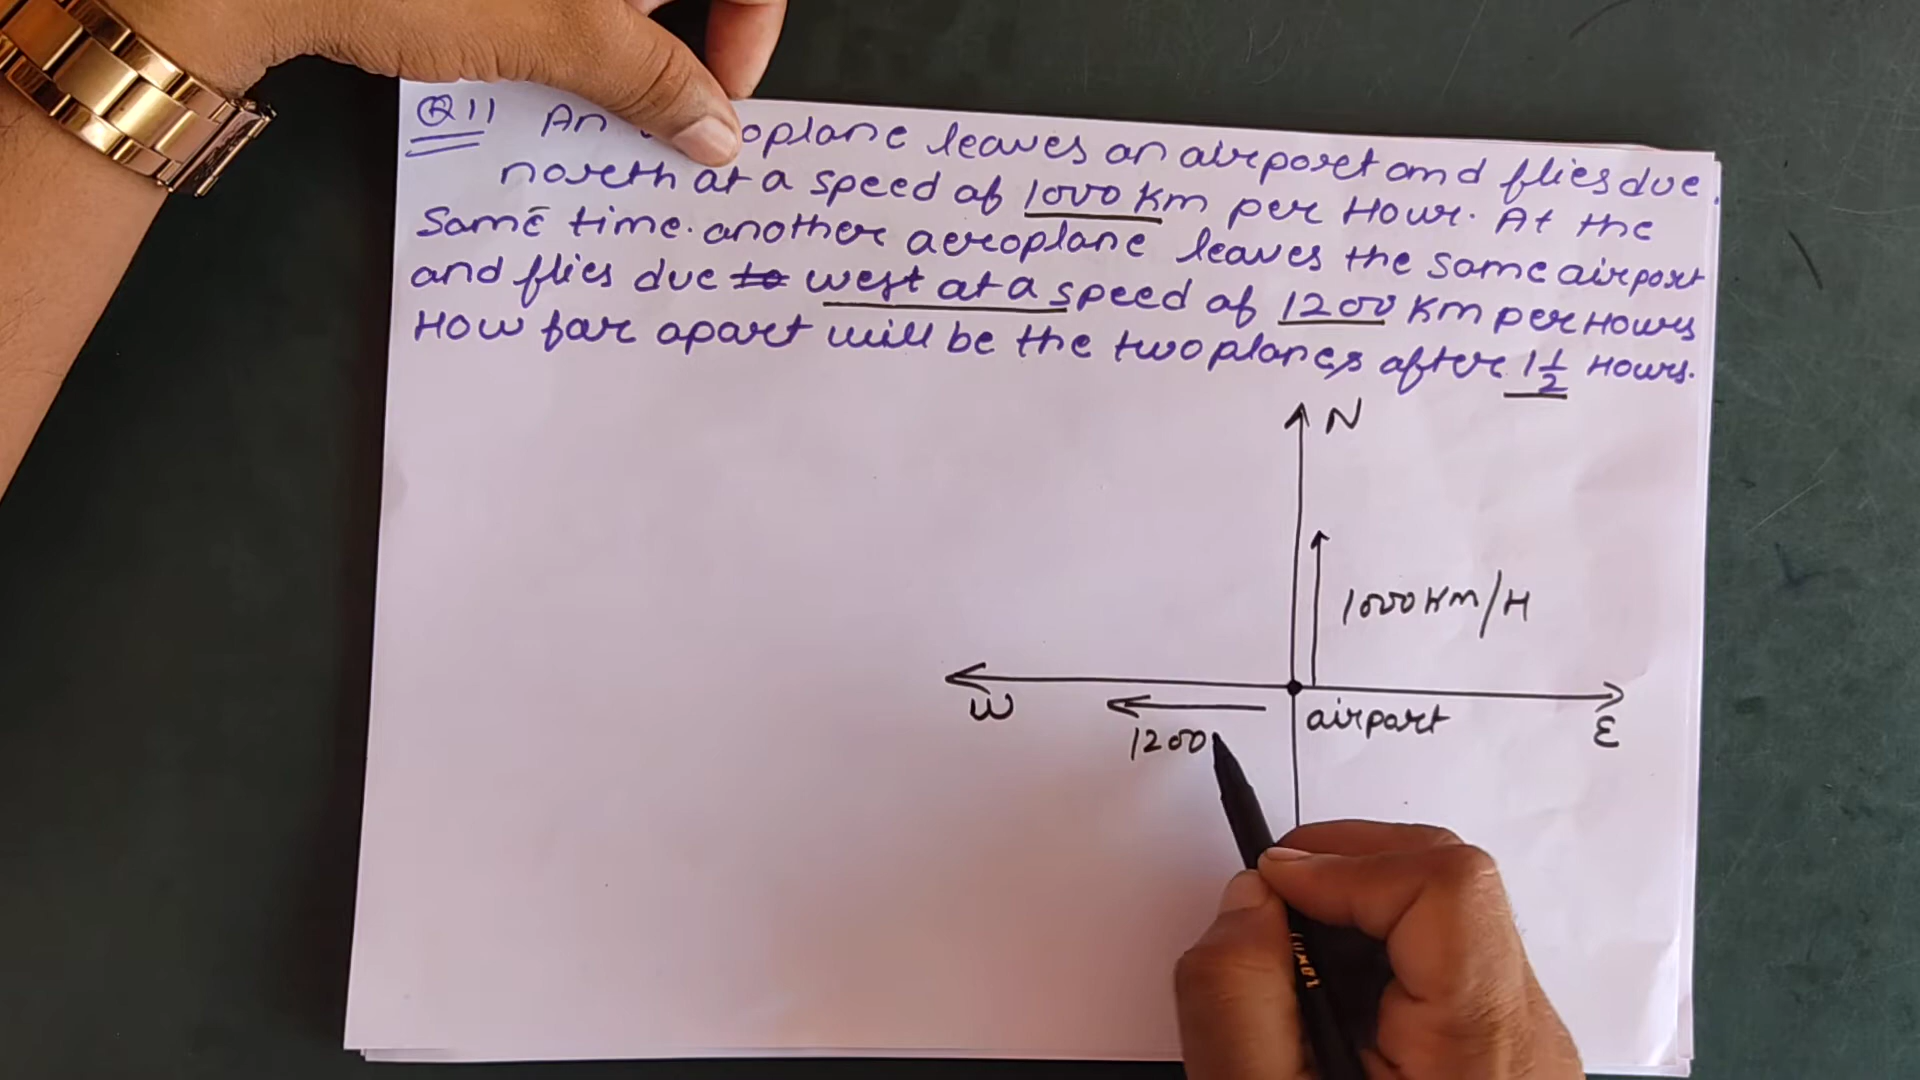 Q11 An oplane leaves an airport and flies due
north at a speed of 1000 Km per Hour. At the
Same time. another aeroplane leaves the same airport
and flies due to west at a speed of 1200 Km per Hours
How far apart will be the two planes after 1 1/2 Hours.
N
1000 Km/H
W
airport
E
1200